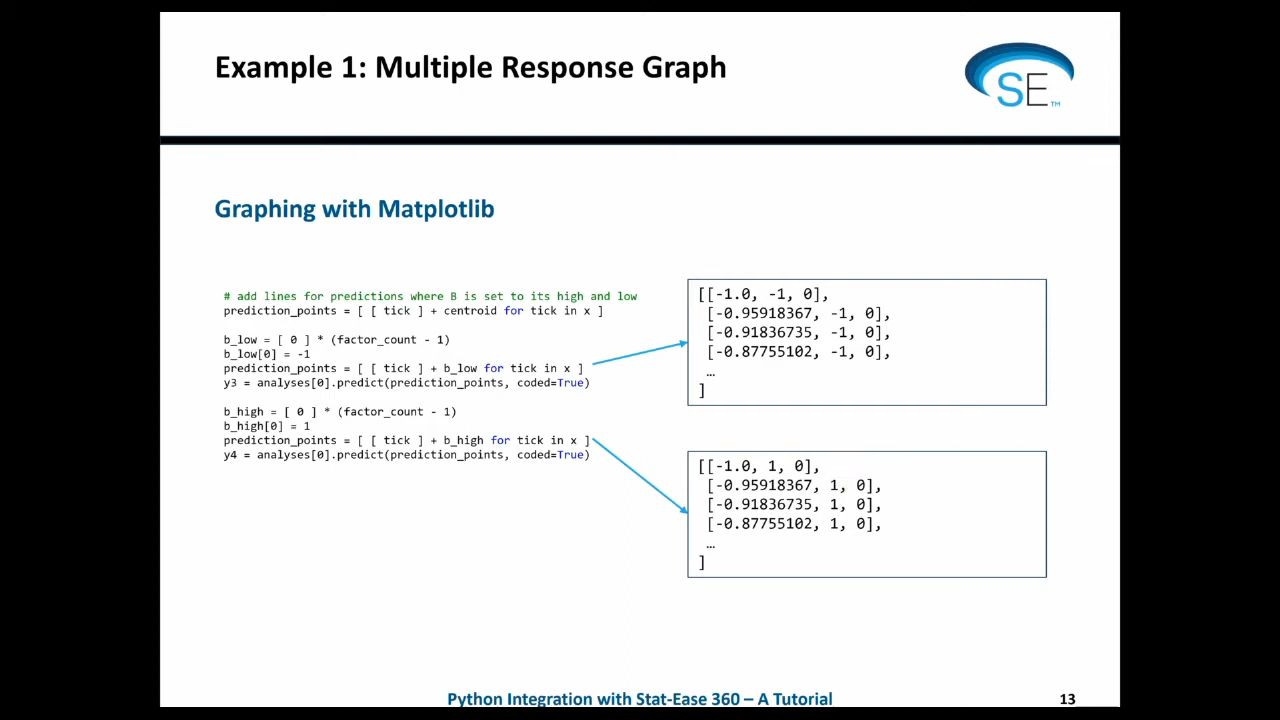 Example 1: Multiple Response Graph
SE™
Graphing with Matplotlib
# add lines for predictions where B is set to its high and low
prediction_points = [ [ tick ] + centroid for tick in x ]
b_low = [ 0 ] * (factor_count - 1)
b_low[0] = -1
prediction_points = [ [ tick ] + b_low for tick in x ]
y3 = analyses[0].predict(prediction_points, coded=True)
b_high = [ 0 ] * (factor_count - 1)
b_high[0] = 1
prediction_points = [ [ tick ] + b_high for tick in x ]
y4 = analyses[0].predict(prediction_points, coded=True)
[[-1.0, -1, 0],
[-0.95918367, -1, 0],
[-0.91836735, -1, 0],
[-0.87755102, -1, 0],
…
]
[[-1.0, 1, 0],
[-0.95918367, 1, 0],
[-0.91836735, 1, 0],
[-0.87755102, 1, 0],
…
]
Python Integration with Stat-Ease 360 – A Tutorial
13